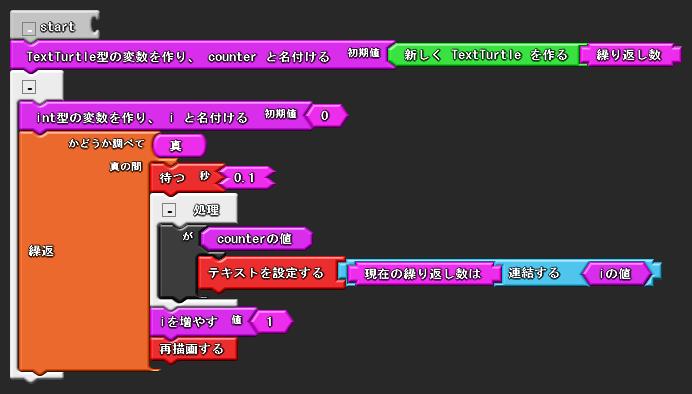 - start
TextTurtle型の変数を作り、 counter と名付ける 初期値 新しく TextTurtle を作る 繰り返し数
-
int型の変数を作り、 i と名付ける 初期値 0
かどうか調べて 真
真の間
待つ 秒 0.1
- 処理
が counterの値
繰返
テキストを設定する 現在の繰り返し数は 連結する iの値
iを増やす 値 1
再描画する